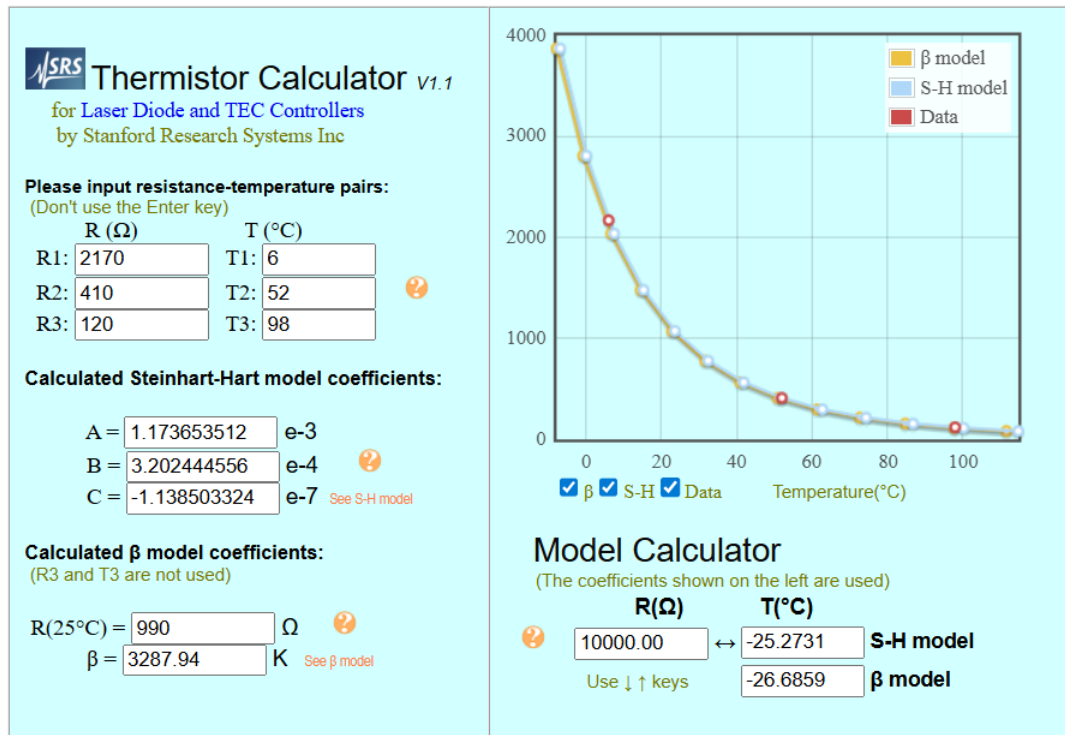 SRS Thermistor Calculator V1.1
for Laser Diode and TEC Controllers
by Stanford Research Systems Inc
Please input resistance-temperature pairs:
(Don't use the Enter key)
R (Ω) T (°C)
R1: 2170 T1: 6
R2: 410 T2: 52 ?
R3: 120 T3: 98
Calculated Steinhart-Hart model coefficients:
A = 1.173653512 e-3
B = 3.202444556 e-4 ?
C = -1.138503324 e-7 See S-H model
Calculated β model coefficients:
(R3 and T3 are not used)
R(25°C) = 990 Ω ?
β = 3287.94 K See β model
4000
3000
2000
1000
0
β model
S-H model
Data
0 20 40 60 80 100
β S-H Data Temperature(°C)
Model Calculator
(The coefficients shown on the left are used)
R(Ω) T(°C)
? 10000.00 ↔ -25.2731 S-H model
Use ↓ ↑ keys -26.6859 β model